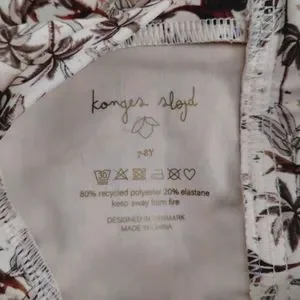 konges sløjd
7-8Y
30
80% recycled polyester 20% elastane
keep away from fire
DESIGNED IN DENMARK
MADE IN CHINA